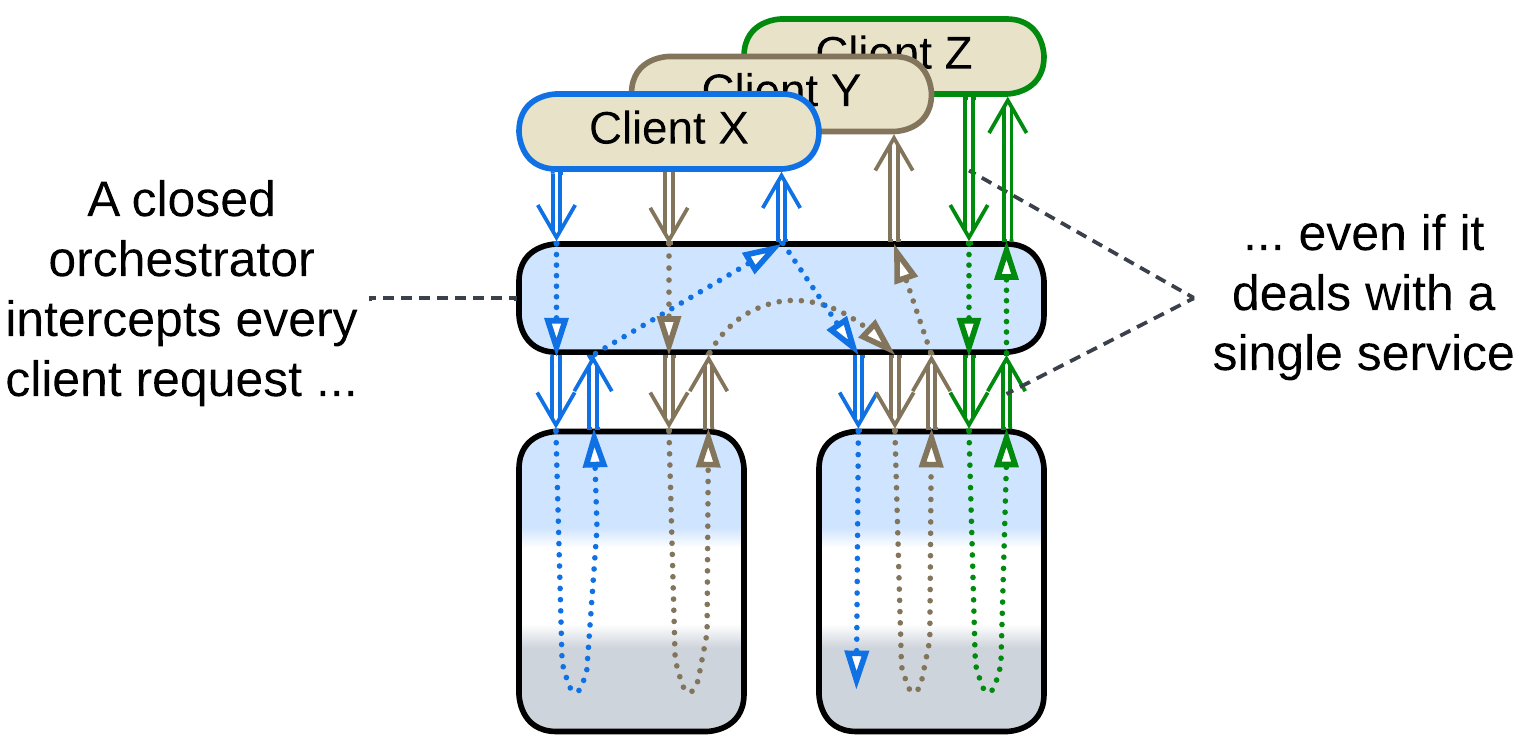 Client Z
Client Y
Client X
A closed
orchestrator
intercepts every
client request ...
... even if it
deals with a
single service